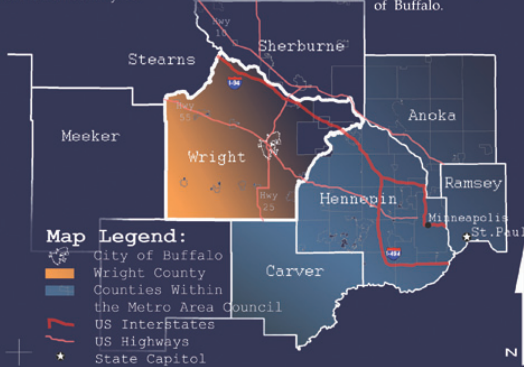 of Buffalo.
Hwy
10
Sherburne
Stearns
I-94
Hwy
55
Anoka
Meeker
Wright
Ramsey
Hwy
25
Hennepin
Minneapolis
St.Paul
I-494
Carver
Map Legend:
City of Buffalo
Wright County
Counties Within
the Metro Area Council
US Interstates
US Highways
State Capitol
N